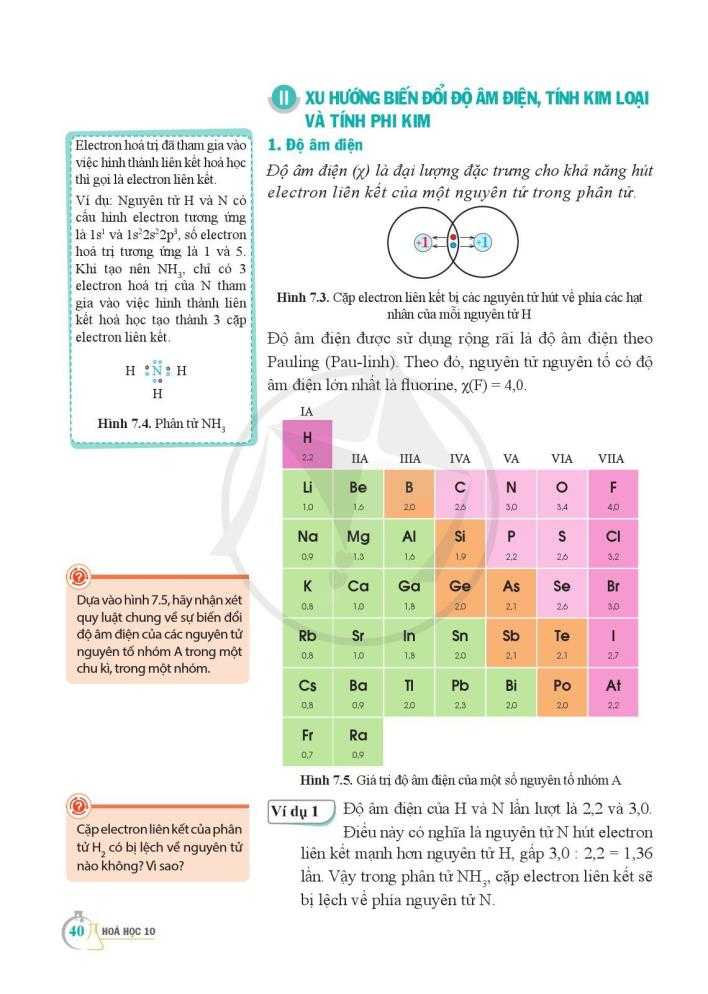 II XU HƯỚNG BIẾN ĐỔI ĐỘ ÂM ĐIỆN, TÍNH KIM LOẠI
VÀ TÍNH PHI KIM
1. Độ âm điện
Độ âm điện (χ) là đại lượng đặc trưng cho khả năng hút
electron liên kết của một nguyên tử trong phân tử.
+1 +1
Hình 7.3. Cặp electron liên kết bị các nguyên tử hút về phía các hạt
nhân của mỗi nguyên tử H
Độ âm điện được sử dụng rộng rãi là độ âm điện theo
Pauling (Pau-linh). Theo đó, nguyên tử nguyên tố có độ
âm điện lớn nhất là fluorine, χ(F) = 4,0.
Electron hoá trị đã tham gia vào
việc hình thành liên kết hoá học
thì gọi là electron liên kết.
Ví dụ: Nguyên tử H và N có
cấu hình electron tương ứng
là 1s¹ và 1s²2s²2p³, số electron
hoá trị tương ứng là 1 và 5.
Khi tạo nên NH₃, chỉ có 3
electron hoá trị của N tham
gia vào việc hình thành liên
kết hoá học tạo thành 3 cặp
electron liên kết.
H N H
H
Hình 7.4. Phân tử NH₃
IA
H
2,2 IIA IIIA IVA VA VIA VIIA
Li Be B C N O F
1,0 1,6 2,0 2,6 3,0 3,4 4,0
Na Mg Al Si P S Cl
0,9 1,3 1,6 1,9 2,2 2,6 3,2
K Ca Ga Ge As Se Br
0,8 1,0 1,8 2,0 2,1 2,6 3,0
Rb Sr In Sn Sb Te I
0,8 1,0 1,8 2,0 2,1 2,1 2,7
Cs Ba Tl Pb Bi Po At
0,8 0,9 2,0 2,3 2,0 2,0 2,2
Fr Ra
0,7 0,9
Hình 7.5. Giá trị độ âm điện của một số nguyên tố nhóm A
?
Dựa vào hình 7.5, hãy nhận xét
quy luật chung về sự biến đổi
độ âm điện của các nguyên tử
nguyên tố nhóm A trong một
chu kì, trong một nhóm.
?
Cặp electron liên kết của phân
tử H₂ có bị lệch về nguyên tử
nào không? Vì sao?
Ví dụ 1 Độ âm điện của H và N lần lượt là 2,2 và 3,0.
Điều này có nghĩa là nguyên tử N hút electron
liên kết mạnh hơn nguyên tử H, gấp 3,0 : 2,2 = 1,36
lần. Vậy trong phân tử NH₃, cặp electron liên kết sẽ
bị lệch về phía nguyên tử N.
40 HOÁ HỌC 10